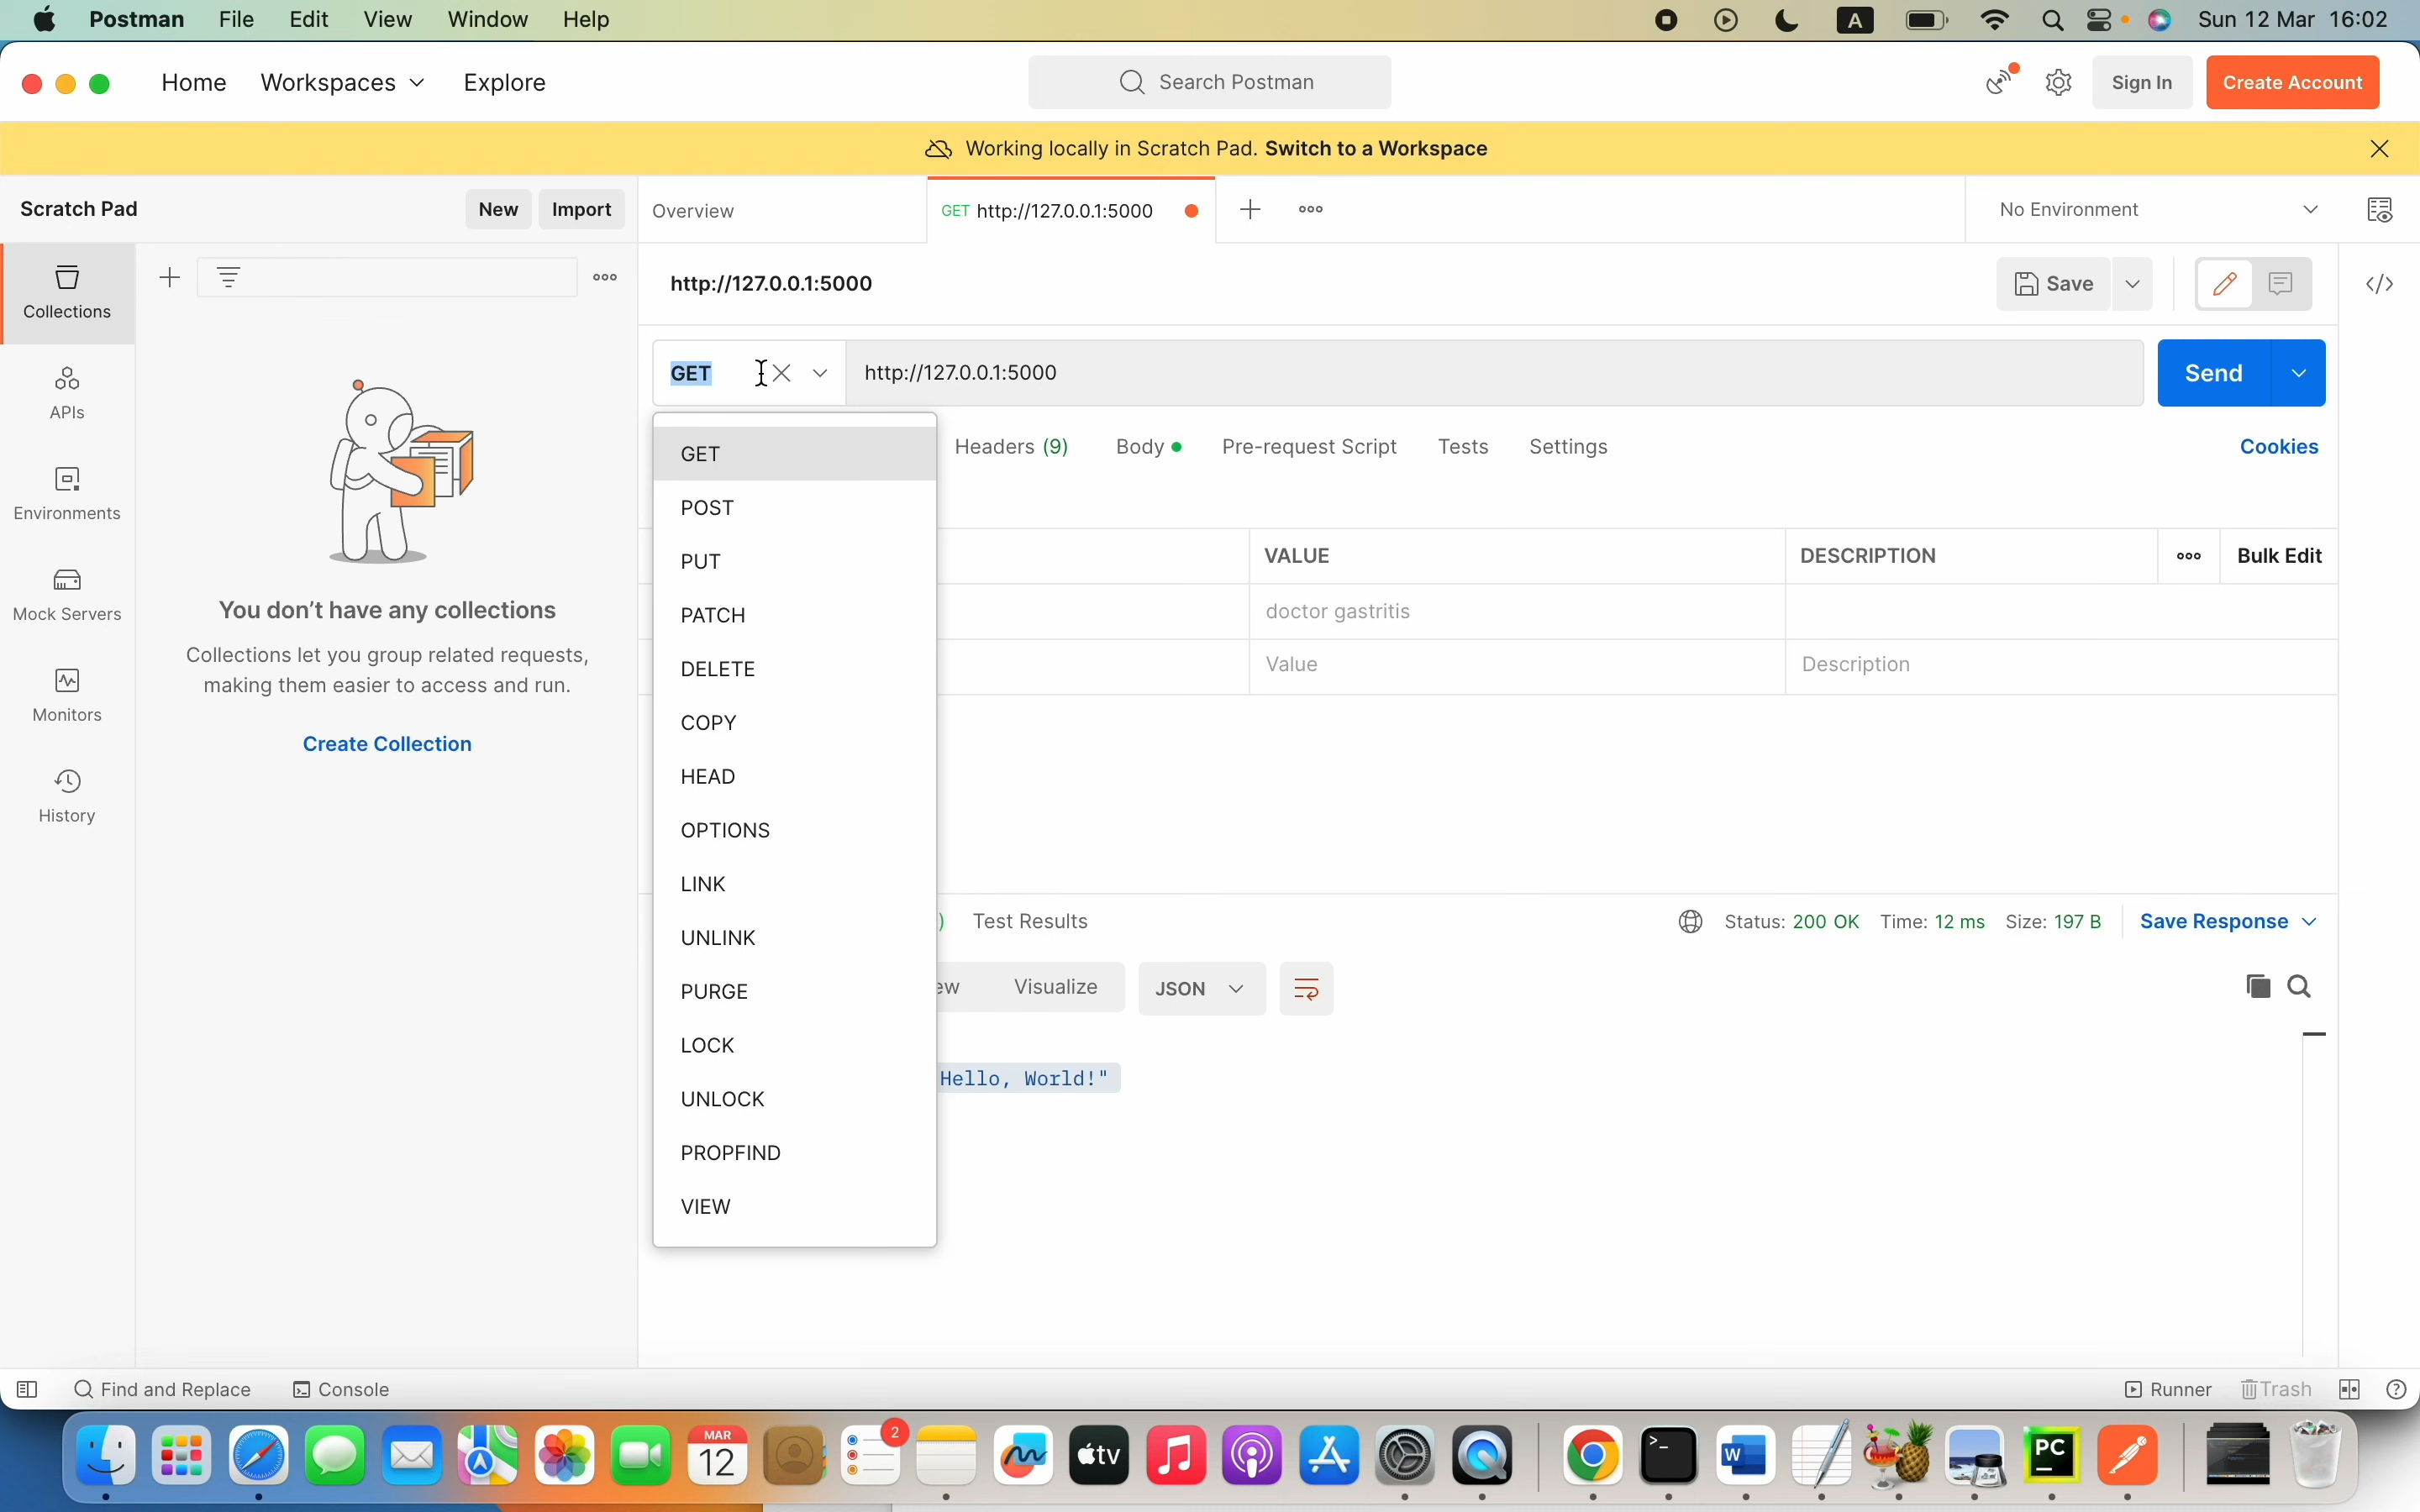 Postman File Edit View Window Help A Sun 12 Mar 16:02
Home Workspaces Explore Search Postman Sign In Create Account
Working locally in Scratch Pad. Switch to a Workspace
Scratch Pad New Import Overview GET http://127.0.0.1:5000 No Environment
Collections
http://127.0.0.1:5000 Save
APIs
GET http://127.0.0.1:5000 Send
Headers (9) Body Pre-request Script Tests Settings Cookies
GET
POST
PUT
PATCH
DELETE
COPY
HEAD
OPTIONS
LINK
UNLINK
PURGE
LOCK
UNLOCK
PROPFIND
VIEW
Environments
VALUE DESCRIPTION Bulk Edit
doctor gastritis
Value Description
Mock Servers
You don't have any collections
Collections let you group related requests,
making them easier to access and run.
Create Collection
Monitors
History
) Test Results Status: 200 OK Time: 12 ms Size: 197 B Save Response
ew Visualize JSON
Hello, World!"
Find and Replace Console Runner Trash
MAR
12
2
tv
>_
W
PC